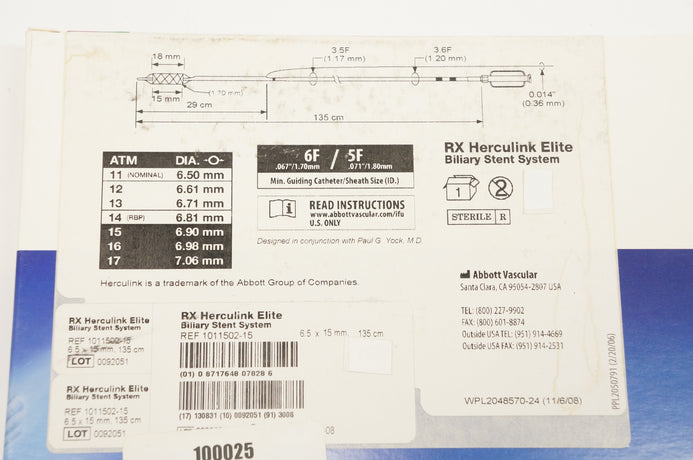 18 mm
15 mm
(1.70 mm)
29 cm
135 cm
3.5F
(1.17 mm)
3.6F
(1.20 mm)
0.014"
(0.36 mm)
ATM DIA. -O-
11 (NOMINAL) 6.50 mm
12 6.61 mm
13 6.71 mm
14 (RBP) 6.81 mm
15 6.90 mm
16 6.98 mm
17 7.06 mm
6F / 5F
.067"/1.70mm .071"/1.80mm
Min. Guiding Catheter/Sheath Size (ID.)
i READ INSTRUCTIONS
www.abbottvascular.com/ifu
U.S. ONLY
Designed in conjunction with Paul G. Yock, M.D.
Herculink is a trademark of the Abbott Group of Companies.
RX Herculink Elite
Biliary Stent System
1 2
STERILE R
Abbott Vascular
Santa Clara, CA 95054-2807 USA
TEL: (800) 227-9902
FAX: (800) 601-8874
Outside USA TEL: (951) 914-4669
Outside USA FAX: (951) 914-2531
WPL2048570-24 (11/6/08)
PPL2050791 (2/20/06)
RX Herculink Elite
Biliary Stent System
REF 1011502-15
6.5 x 15 mm, 135 cm
LOT 0092051
RX Herculink Elite
Biliary Stent System
REF 1011502-15
6.5 x 15 mm, 135 cm
LOT 0092051
RX Herculink Elite
Biliary Stent System
REF 1011502-15
6.5 x 15 mm, 135 cm
(01) 0 8717648 07828 6
(17) 130831 (10) 0092051 (91) 3008
100025